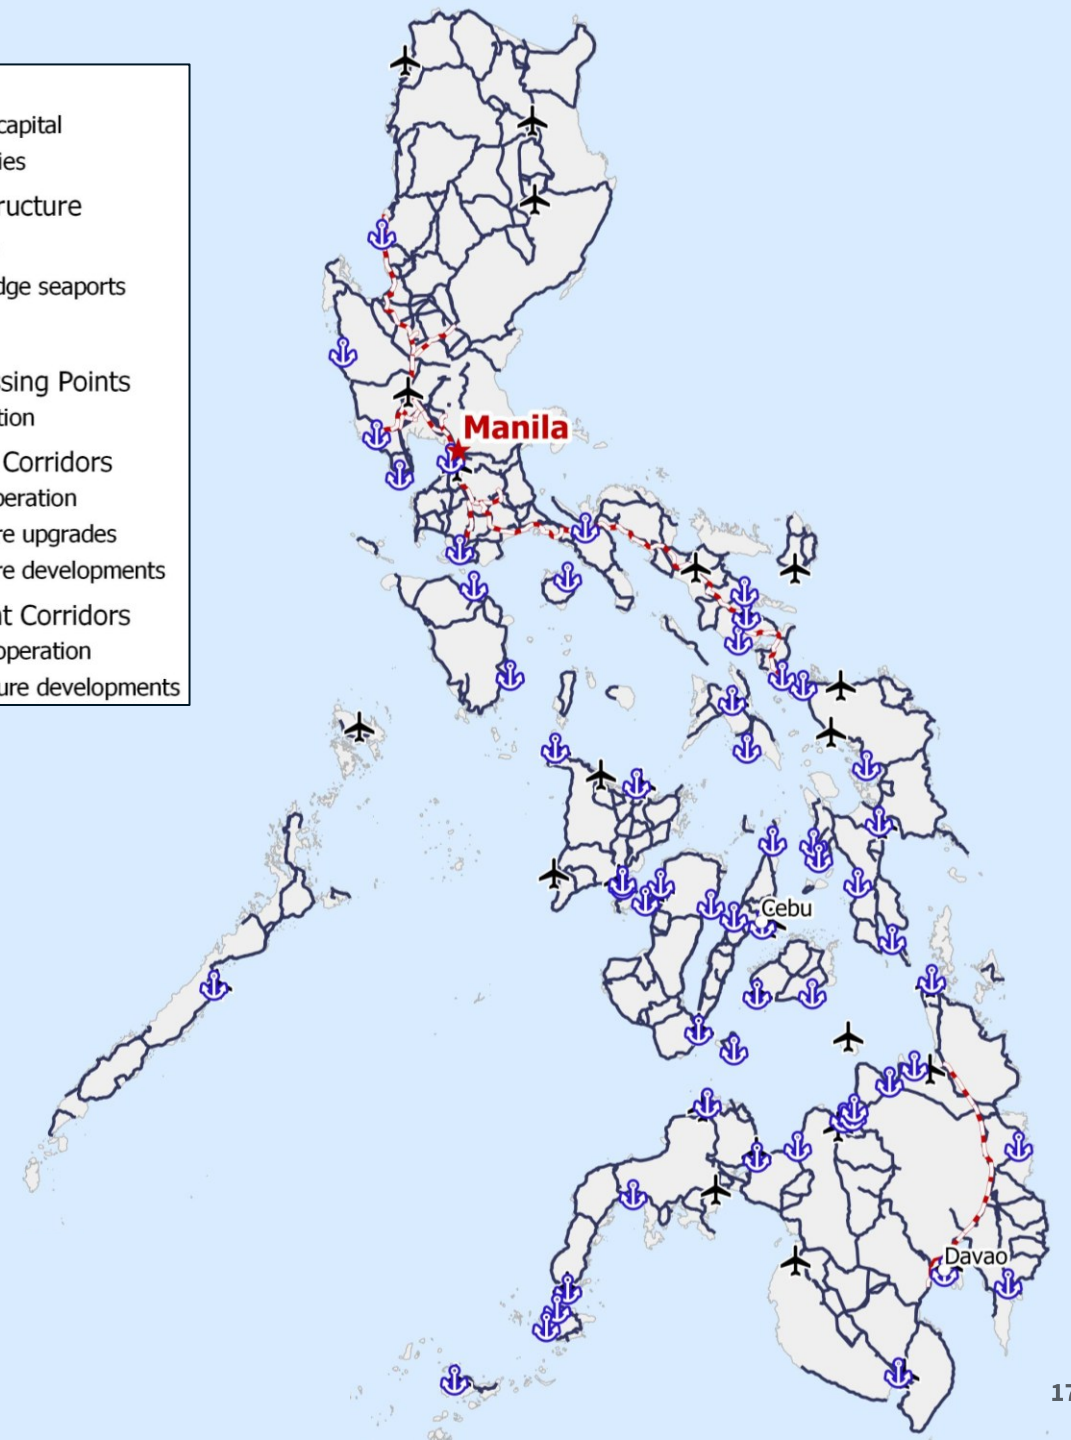 capital
ies
ructure
dge seaports
sing Points
tion
Corridors
peration
re upgrades
re developments
t Corridors
operation
ure developments
Manila
Cebu
Davao
17